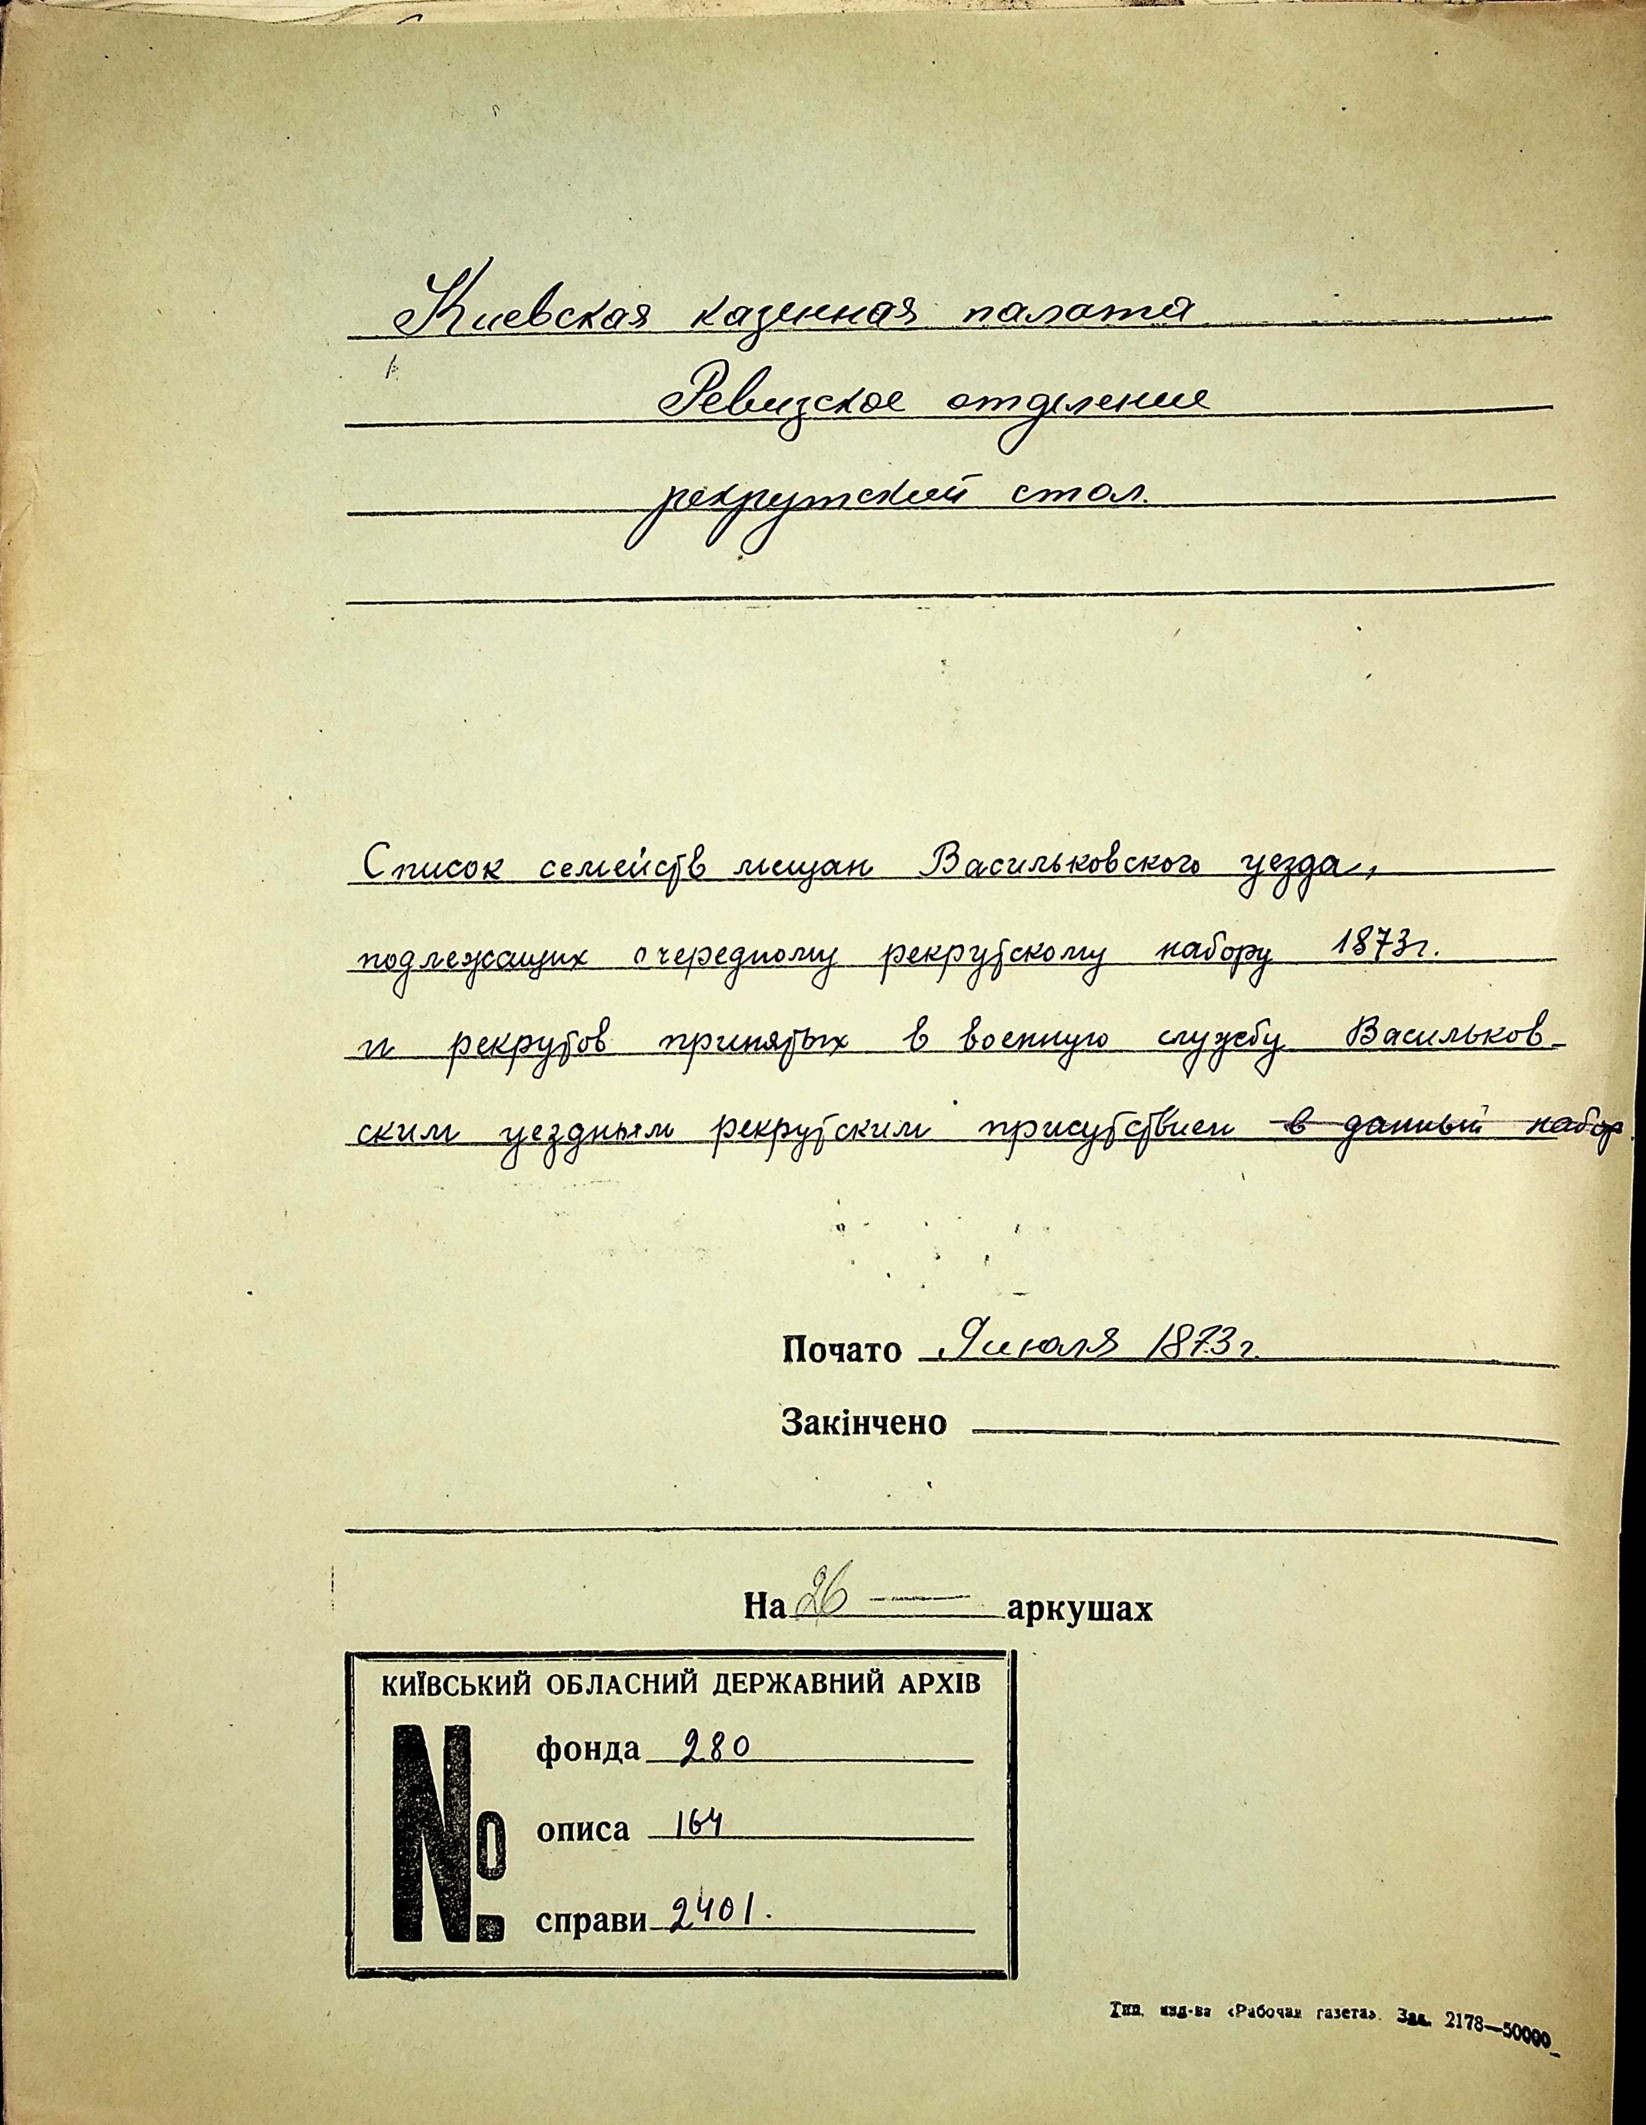 Киевская казенная палата
Ревизское отделение
рекрутский стол.
Список семейств мещан Васильковского уезда,
подлежащих очередному рекрутскому набору 1873г.
и рекрутов принятых в военную службу Васильков-
ским уездным рекрутским присутствием в данный набор
Почато 9 июля 1873г.
Закінчено
На 26 — аркушах
КИЇВСЬКИЙ ОБЛАСНИЙ ДЕРЖАВНИЙ АРХІВ
№ фонда 280
описа 164
справи 2401.
Тип. изд-ва «Рабочая газета». Зак. 2178—50000